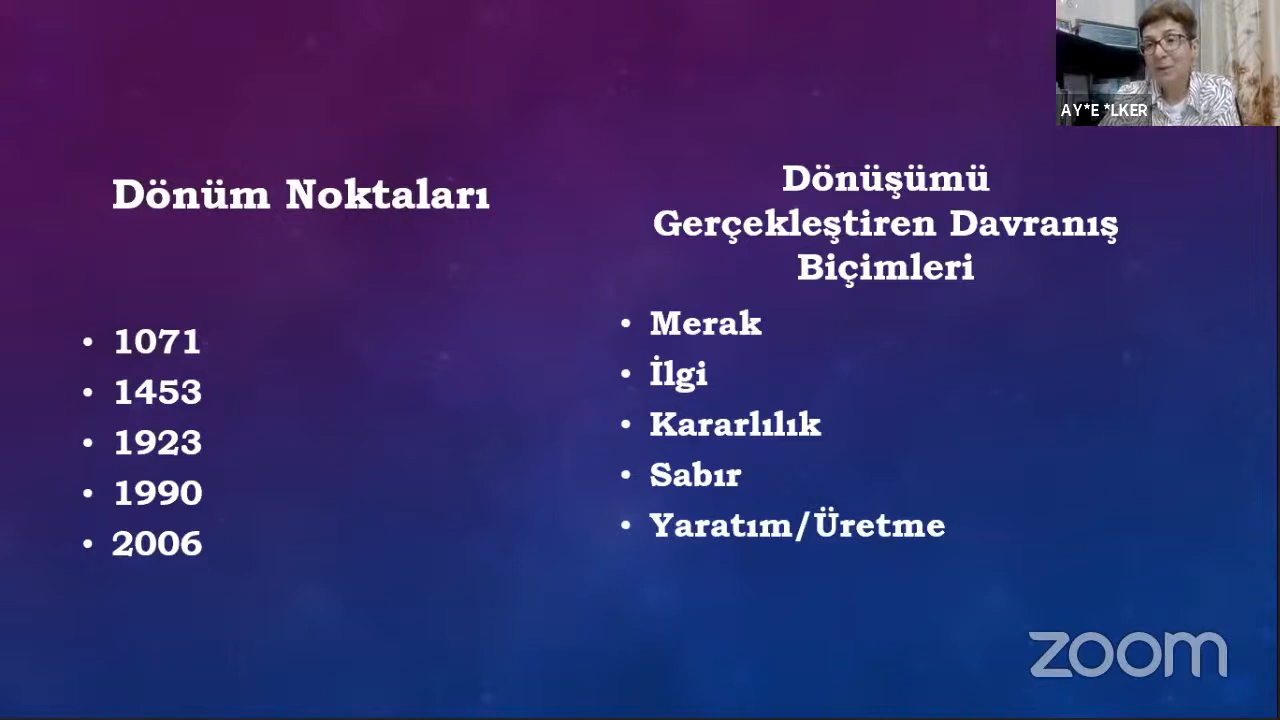 AY*E *LKER
Dönüm Noktaları
• 1071
• 1453
• 1923
• 1990
• 2006
Dönüşümü
Gerçekleştiren Davranış
Biçimleri
• Merak
• İlgi
• Kararlılık
• Sabır
• Yaratım/Üretme
zoom